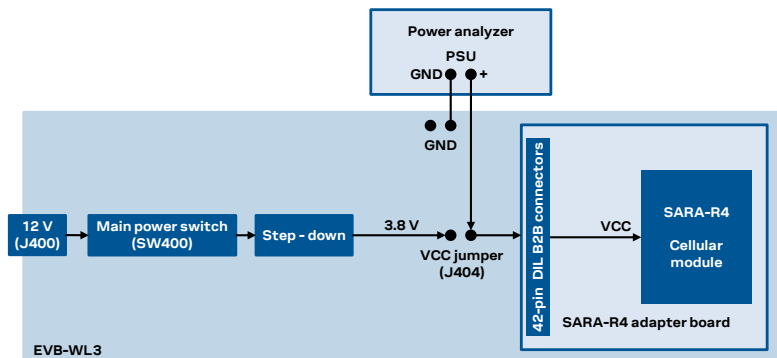 Power analyzer
PSU
GND
+
GND
12 V
(J400)
Main power switch
(SW400)
Step - down
3.8 V
VCC jumper
(J404)
42-pin DIL B2B connectors
VCC
SARA-R4
Cellular
module
SARA-R4 adapter board
EVB-WL3